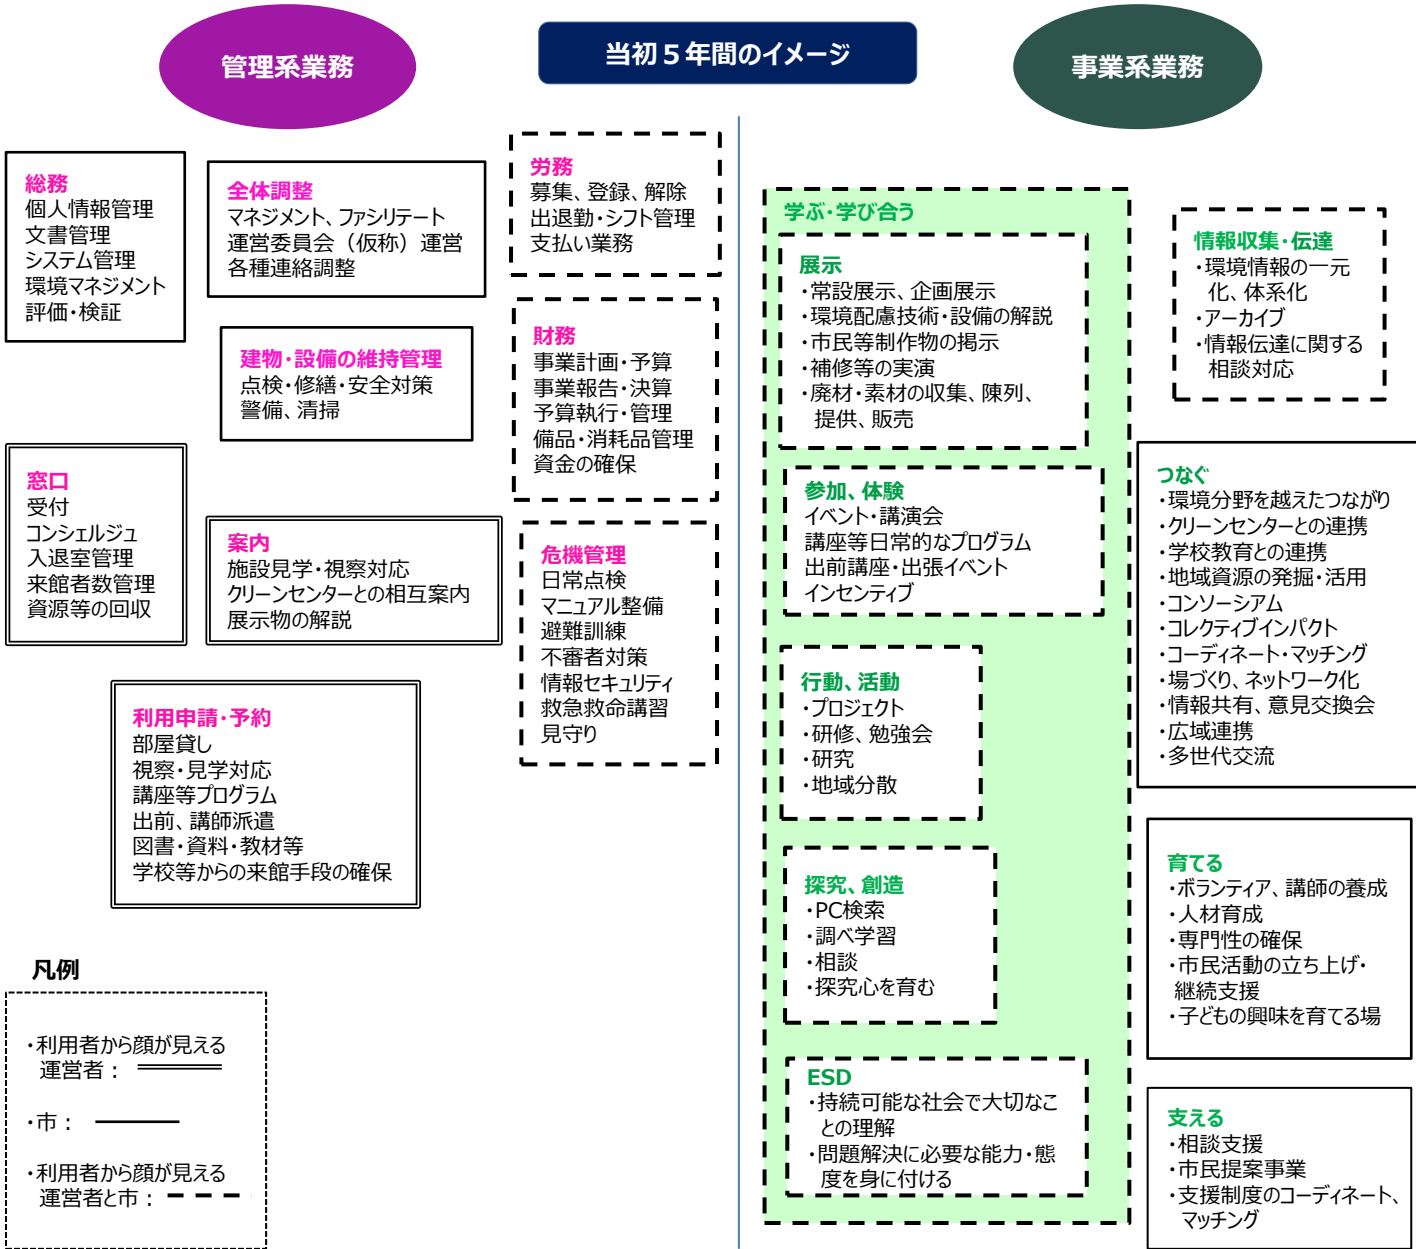 管理系業務
当初５年間のイメージ
事業系業務
総務
個人情報管理
文書管理
システム管理
環境マネジメント
評価・検証
全体調整
マネジメント、ファシリテート
運営委員会（仮称）運営
各種連絡調整
労務
募集、登録、解除
出退勤・シフト管理
支払い業務
建物・設備の維持管理
点検・修繕・安全対策
警備、清掃
財務
事業計画・予算
事業報告・決算
予算執行・管理
備品・消耗品管理
資金の確保
窓口
受付
コンシェルジュ
入退室管理
来館者数管理
資源等の回収
案内
施設見学・視察対応
クリーンセンターとの相互案内
展示物の解説
危機管理
日常点検
マニュアル整備
避難訓練
不審者対策
情報セキュリティ
救急救命講習
見守り
利用申請・予約
部屋貸し
視察・見学対応
講座等プログラム
出前、講師派遣
図書・資料・教材等
学校等からの来館手段の確保
凡例
・利用者から顔が見える
運営者：
・市：
・利用者から顔が見える
運営者と市：
学ぶ・学び合う
展示
・常設展示、企画展示
・環境配慮技術・設備の解説
・市民等制作物の掲示
・補修等の実演
・廃材・素材の収集、陳列、
提供、販売
参加、体験
イベント・講演会
講座等日常的なプログラム
出前講座・出張イベント
インセンティブ
行動、活動
・プロジェクト
・研修、勉強会
・研究
・地域分散
探究、創造
・PC検索
・調べ学習
・相談
・探究心を育む
ESD
・持続可能な社会で大切なこ
との理解
・問題解決に必要な能力・態
度を身に付ける
情報収集・伝達
・環境情報の一元
化、体系化
・アーカイブ
・情報伝達に関する
相談対応
つなぐ
・環境分野を越えたつながり
・クリーンセンターとの連携
・学校教育との連携
・地域資源の発掘・活用
・コンソーシアム
・コレクティブインパクト
・コーディネート・マッチング
・場づくり、ネットワーク化
・情報共有、意見交換会
・広域連携
・多世代交流
育てる
・ボランティア、講師の養成
・人材育成
・専門性の確保
・市民活動の立ち上げ・
継続支援
・子どもの興味を育てる場
支える
・相談支援
・市民提案事業
・支援制度のコーディネート、
マッチング